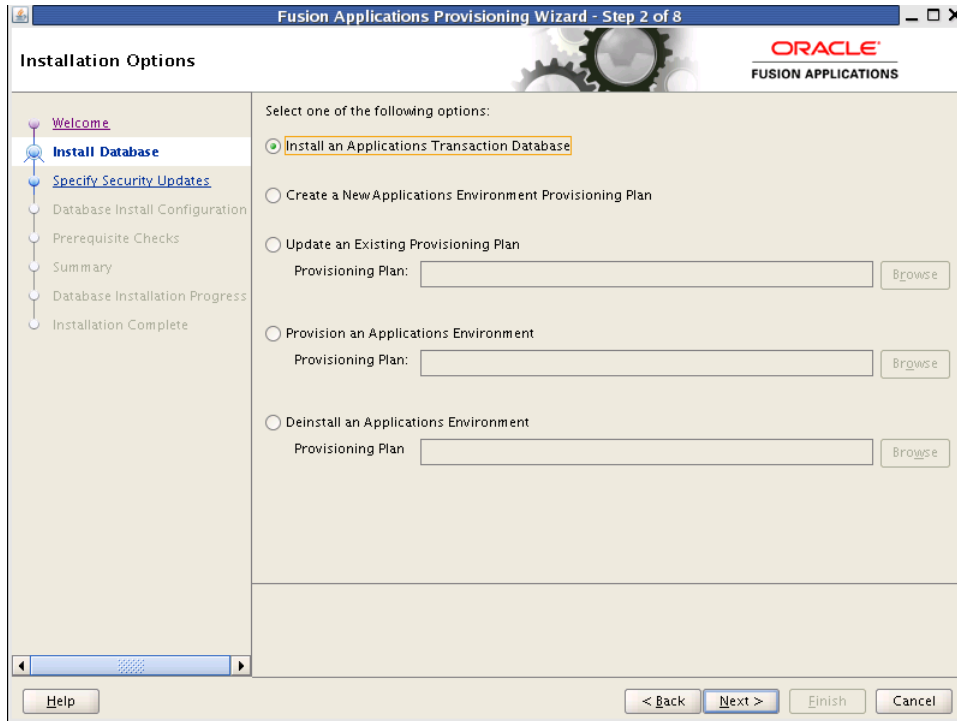 Fusion Applications Provisioning Wizard - Step 2 of 8
Installation Options
ORACLE
FUSION APPLICATIONS
Welcome
Install Database
Specify Security Updates
Database Install Configuration
Prerequisite Checks
Summary
Database Installation Progress
Installation Complete
Select one of the following options:
Install an Applications Transaction Database
Create a New Applications Environment Provisioning Plan
Update an Existing Provisioning Plan
Provisioning Plan:
Browse
Provision an Applications Environment
Provisioning Plan:
Browse
Deinstall an Applications Environment
Provisioning Plan
Browse
Help
< Back
Next >
Finish
Cancel